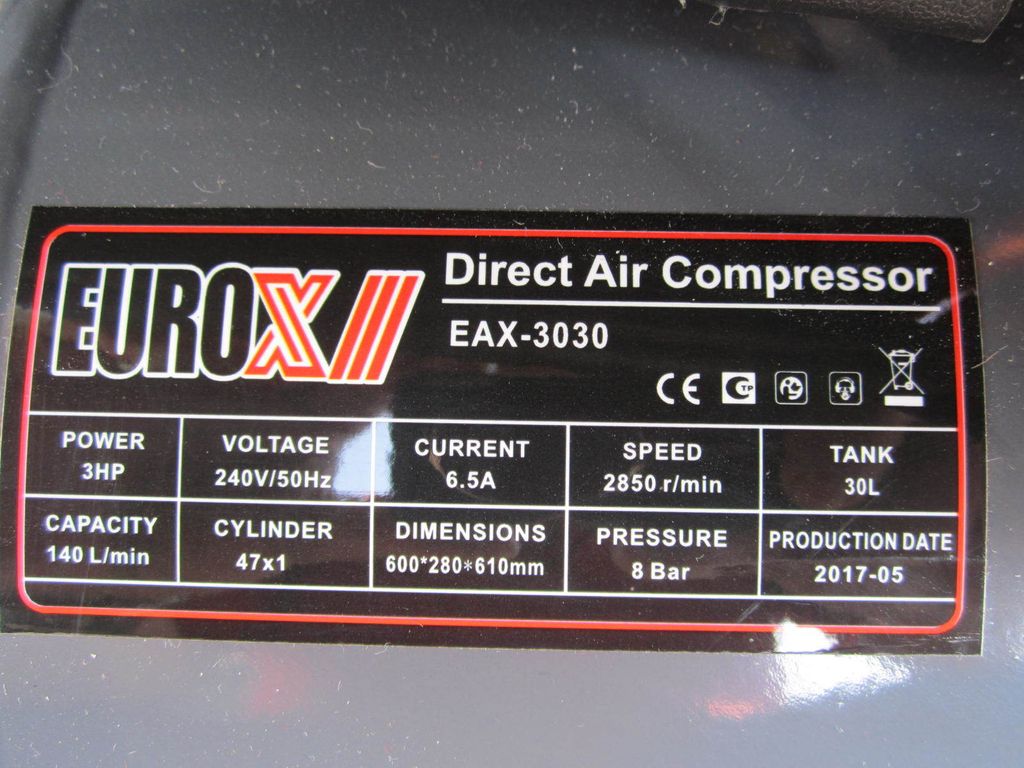 EUROX
Direct Air Compressor
EAX-3030
CE
TP
POWER
3HP
VOLTAGE
240V/50Hz
CURRENT
6.5A
SPEED
2850 r/min
TANK
30L
CAPACITY
140 L/min
CYLINDER
47x1
DIMENSIONS
600*280*610mm
PRESSURE
8 Bar
PRODUCTION DATE
2017-05